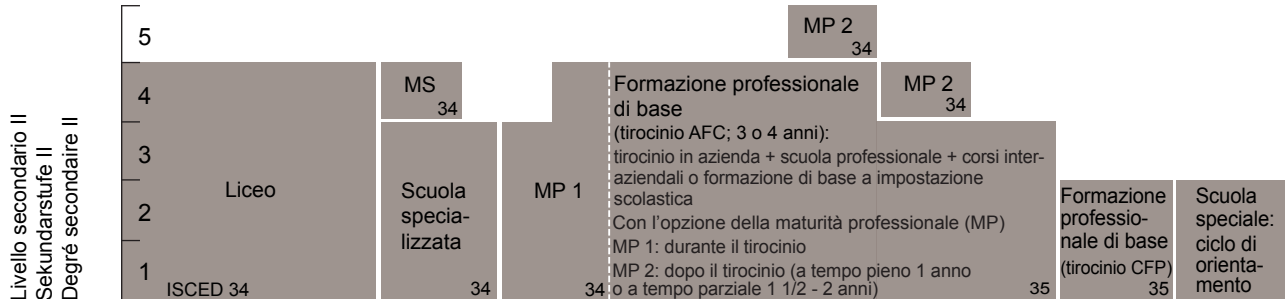 Livello secondario II
Sekundarstufe II
Degré secondaire II
5
4
3
2
1
Liceo
ISCED 34
MS
34
Scuola
specia-
lizzata
34
MP 1
34
MP 2
34
Formazione professionale
di base
(tirocinio AFC; 3 o 4 anni):
tirocinio in azienda + scuola professionale + corsi inter-
aziendali o formazione di base a impostazione
scolastica
Con l'opzione della maturità professionale (MP)
MP 1: durante il tirocinio
MP 2: dopo il tirocinio (a tempo pieno 1 anno
o a tempo parziale 1 1/2 - 2 anni)
35
MP 2
34
Formazione
professio-
nale di base
(tirocinio CFP)
35
Scuola
speciale:
ciclo di
orienta-
mento